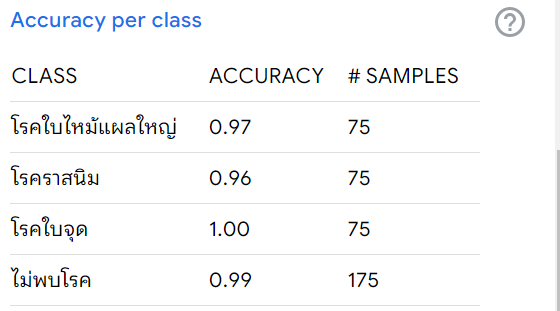 Accuracy per class
CLASS ACCURACY # SAMPLES
โรคใบไหม้แผลใหญ่ 0.97 75
โรคราสนิม 0.96 75
โรคใบจุด 1.00 75
ไม่พบโรค 0.99 175